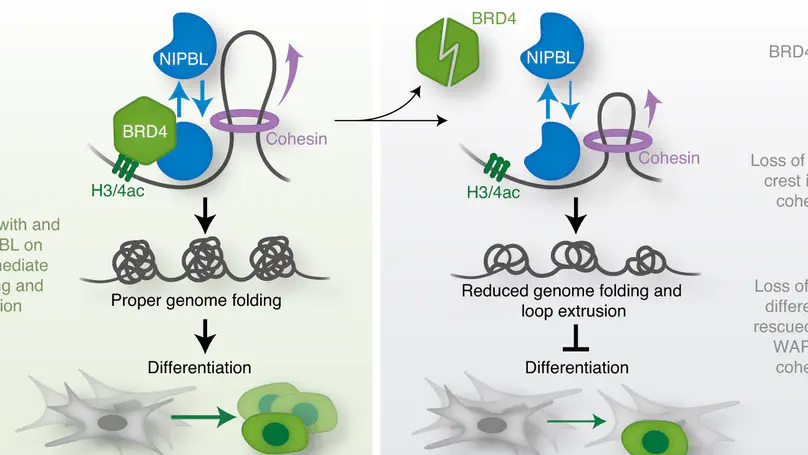 BRD4
NIPBL
NIPBL
BRD4
BRD4
Cohesin
Cohesin
H3/4ac
H3/4ac
Loss of
crest i
cohe
with and
BL on
nediate
g and
ion
Proper genome folding
Reduced genome folding and
loop extrusion
Loss of
differe
rescued
WAF
cohe
Differentiation
Differentiation